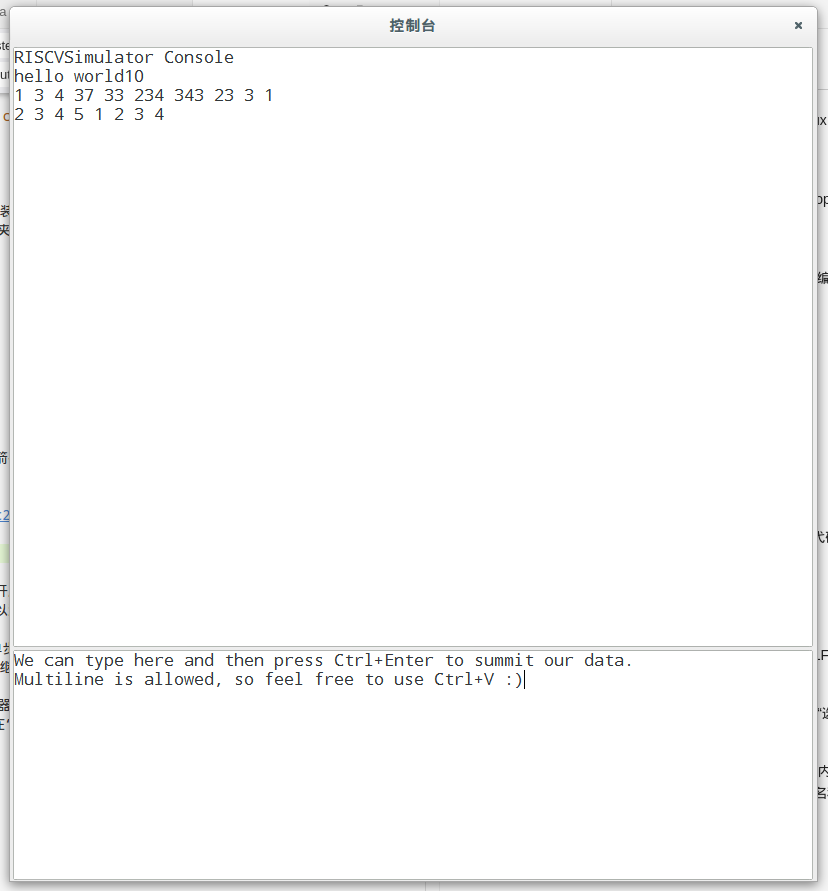 控制台
RISCVSimulator Console
hello world10
1 3 4 37 33 234 343 23 3 1
2 3 4 5 1 2 3 4
We can type here and then press Ctrl+Enter to summit our data.
Multiline is allowed, so feel free to use Ctrl+V :)